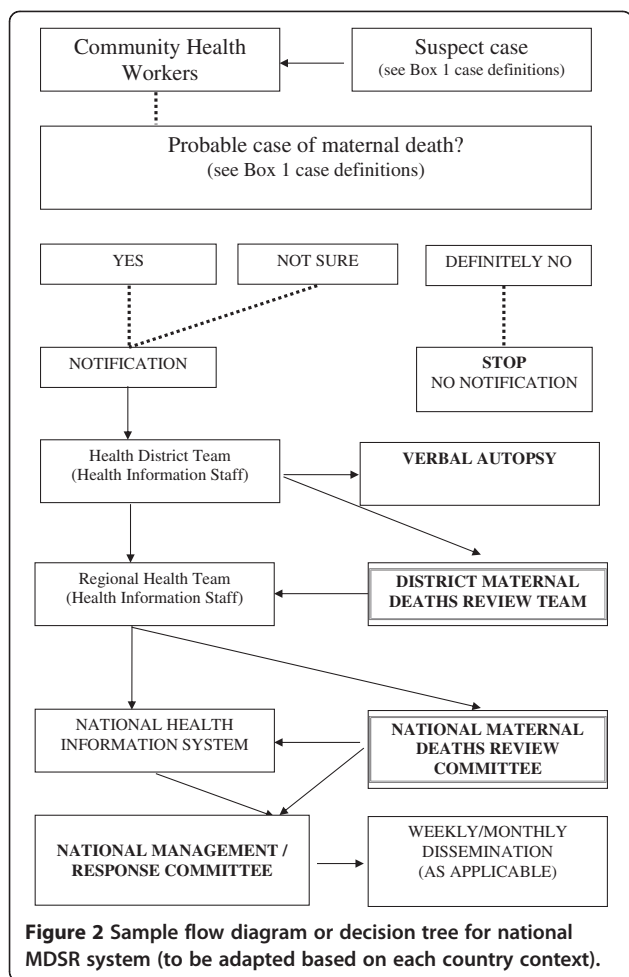 Community Health
Workers
Suspect case
(see Box 1 case definitions)
Probable case of maternal death?
(see Box 1 case definitions)
YES
NOT SURE
DEFINITELY NO
NOTIFICATION
STOP
NO NOTIFICATION
Health District Team
(Health Information Staff)
VERBAL AUTOPSY
Regional Health Team
(Health Information Staff)
DISTRICT MATERNAL
DEATHS REVIEW TEAM
NATIONAL HEALTH
INFORMATION SYSTEM
NATIONAL MATERNAL
DEATHS REVIEW
COMMITTEE
NATIONAL MANAGEMENT /
RESPONSE COMMITTEE
WEEKLY/MONTHLY
DISSEMINATION
(AS APPLICABLE)
Figure 2 Sample flow diagram or decision tree for national
MDSR system (to be adapted based on each country context).